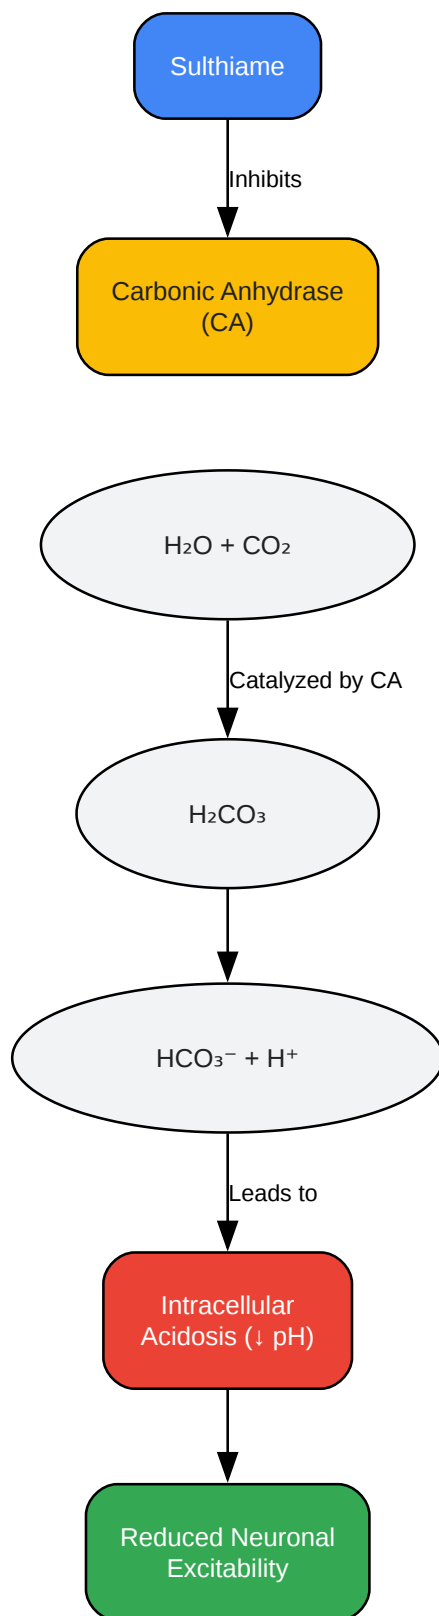 Sulthiame
Inhibits
Carbonic Anhydrase
(CA)
H₂O + CO₂
Catalyzed by CA
H₂CO₃
HCO₃⁻ + H⁺
Leads to
Intracellular
Acidosis (↓ pH)
Reduced Neuronal
Excitability